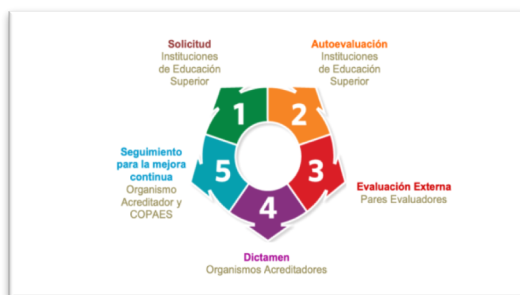 Solicitud
Instituciones
de Educación
Superior
Autoevaluación
Instituciones
de Educación
Superior
1
2
3
4
5
Evaluación Externa
Pares Evaluadores
Dictamen
Organismos Acreditadores
Seguimiento
para la mejora
continua
Organismo
Acreditador y
COPAES